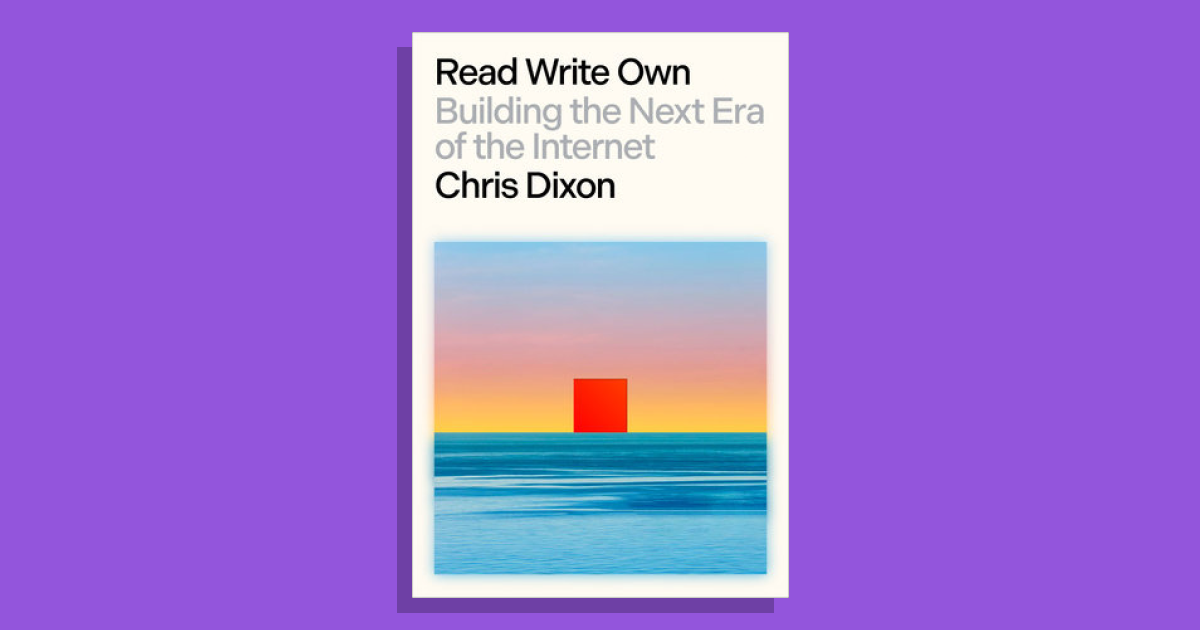 Read Write Own
Building the Next Era
of the Internet
Chris Dixon